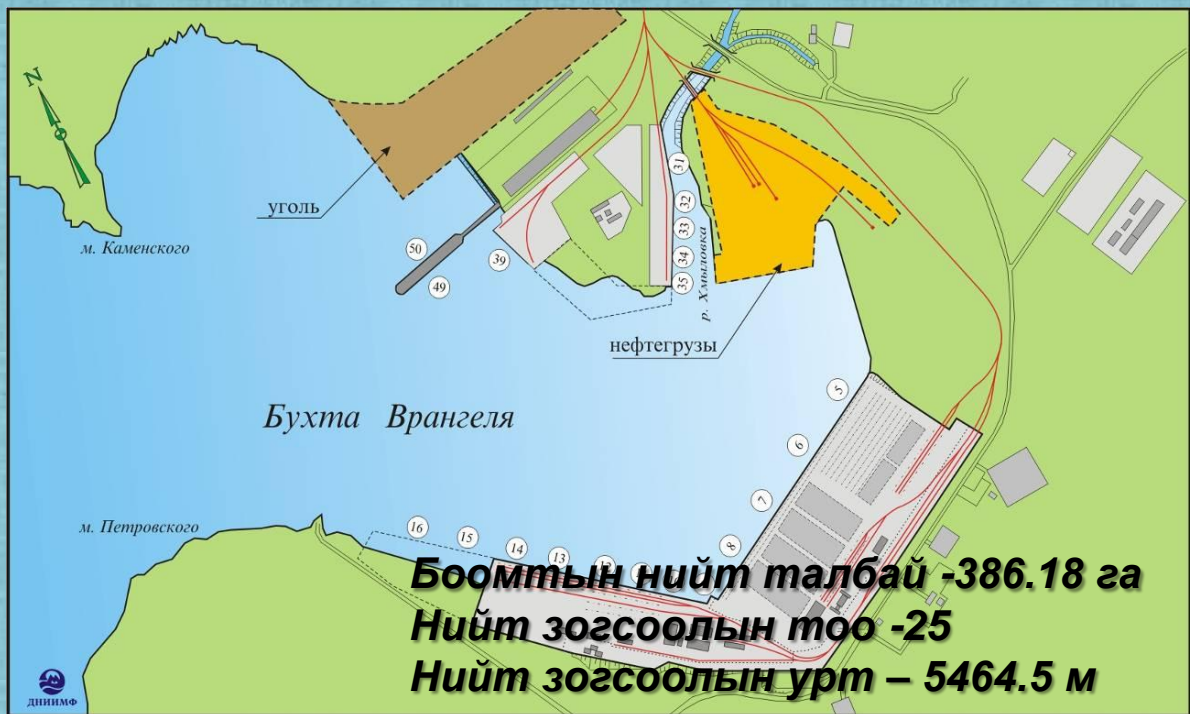 N
уголь
м. Каменского
50
49
39
31
32
33
34
35
р. Хмыловка
нефтегрузы
5
6
7
8
Бухта Врангеля
м. Петровского
16
15
14
13
12
Боомтын нийт талбай -386.18 га
Нийт зогсоолын тоо -25
Нийт зогсоолын урт – 5464.5 м
ДНИИМФ